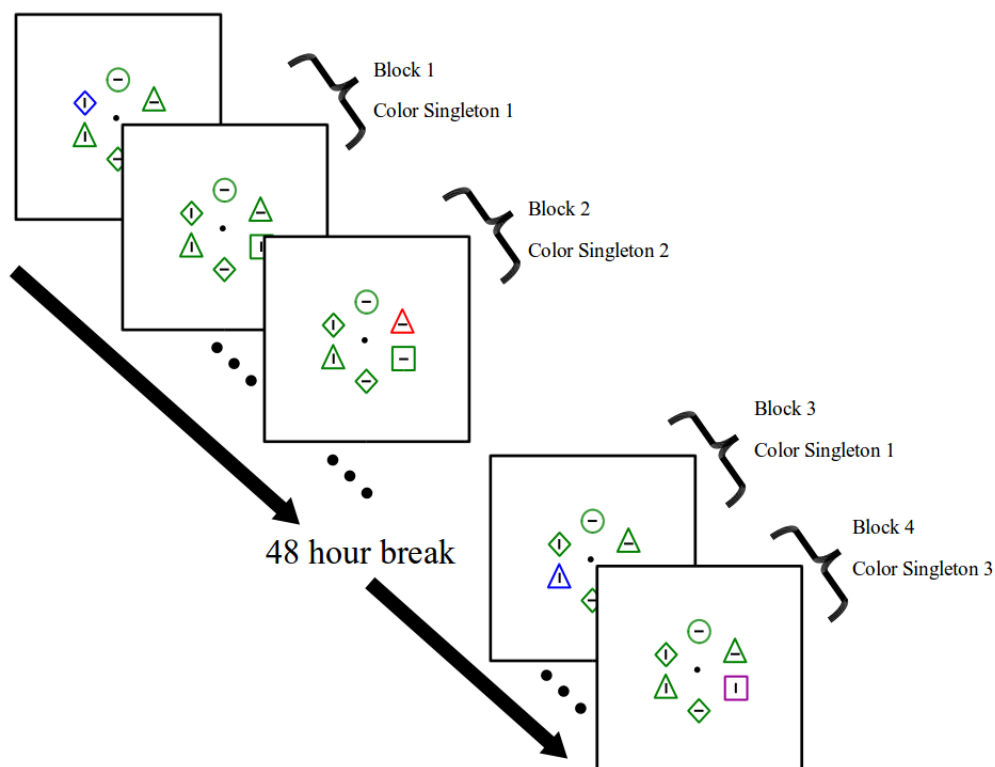 Block 1
Color Singleton 1
Block 2
Color Singleton 2
Block 3
Color Singleton 1
48 hour break
Block 4
Color Singleton 3